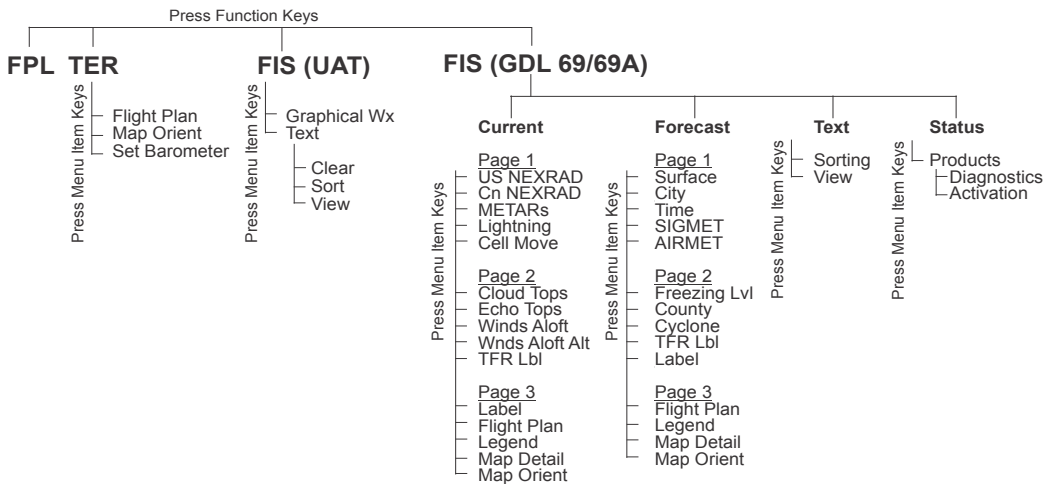 Press Function Keys
FPL
TER
Press Menu Item Keys
Flight Plan
Map Orient
Set Barometer
FIS (UAT)
Press Menu Item Keys
Graphical Wx
Text
Clear
Sort
View
FIS (GDL 69/69A)
Current
Press Menu Item Keys
Page 1
US NEXRAD
Cn NEXRAD
METARs
Lightning
Cell Move
Page 2
Cloud Tops
Echo Tops
Winds Aloft
Wnds Aloft Alt
TFR Lbl
Page 3
Label
Flight Plan
Legend
Map Detail
Map Orient
Forecast
Press Menu Item Keys
Page 1
Surface
City
Time
SIGMET
AIRMET
Page 2
Freezing Lvl
County
Cyclone
TFR Lbl
Label
Page 3
Flight Plan
Legend
Map Detail
Map Orient
Text
Press Menu Item Keys
Sorting
View
Status
Press Menu Item Keys
Products
Diagnostics
Activation